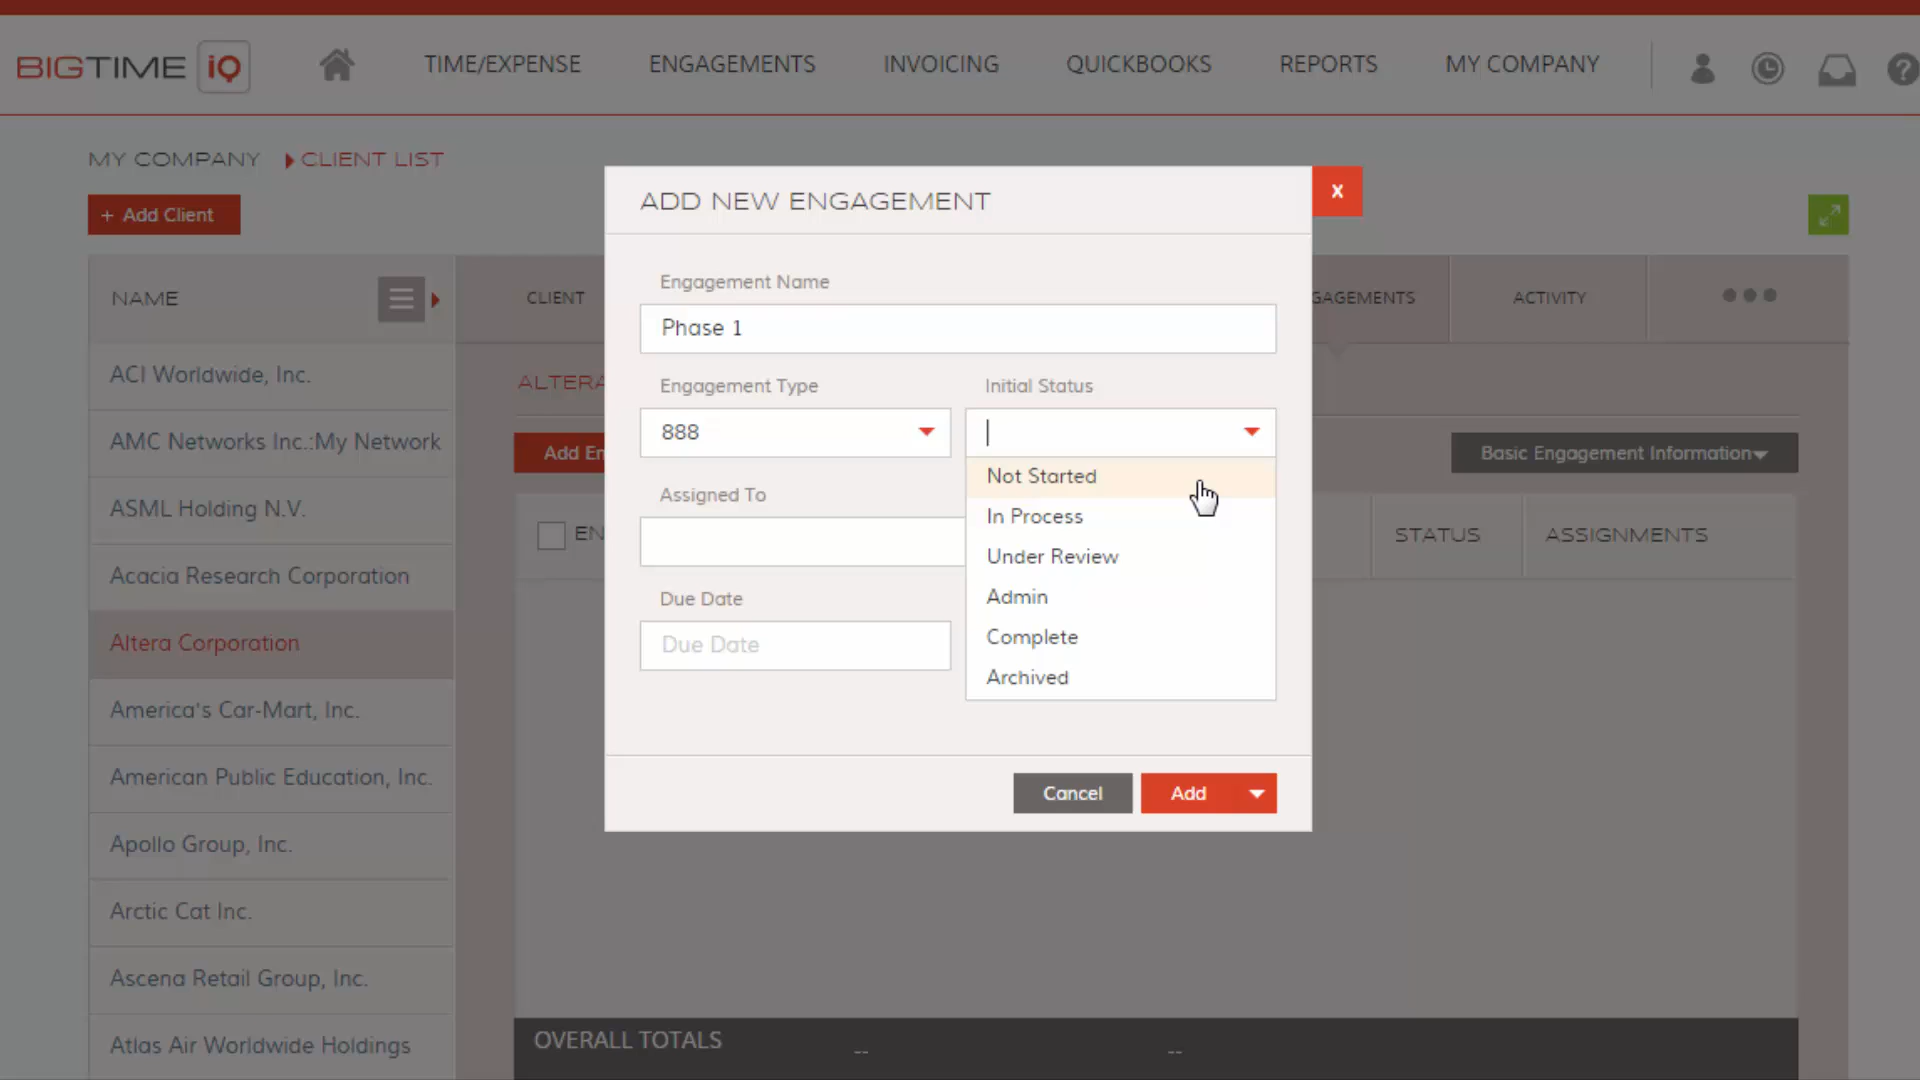 BIGTIME iQ
TIME/EXPENSE
ENGAGEMENTS
INVOICING
QUICKBOOKS
REPORTS
MY COMPANY
?
MY COMPANY CLIENT LIST
+ Add Client
NAME
ACI Worldwide, Inc.
AMC Networks Inc.:My Network
ASML Holding N.V.
Acacia Research Corporation
Altera Corporation
America's Car-Mart, Inc.
American Public Education, Inc.
Apollo Group, Inc.
Arctic Cat Inc.
Ascena Retail Group, Inc.
Atlas Air Worldwide Holdings
CLIENT
GAGEMENTS
ACTIVITY
ALTERA
Add En
Basic Engagement Information
EN
STATUS
ASSIGNMENTS
OVERALL TOTALS
--
--
ADD NEW ENGAGEMENT
x
Engagement Name
Phase 1
Engagement Type
Initial Status
888
Not Started
In Process
Under Review
Admin
Complete
Archived
Assigned To
Due Date
Due Date
Cancel
Add